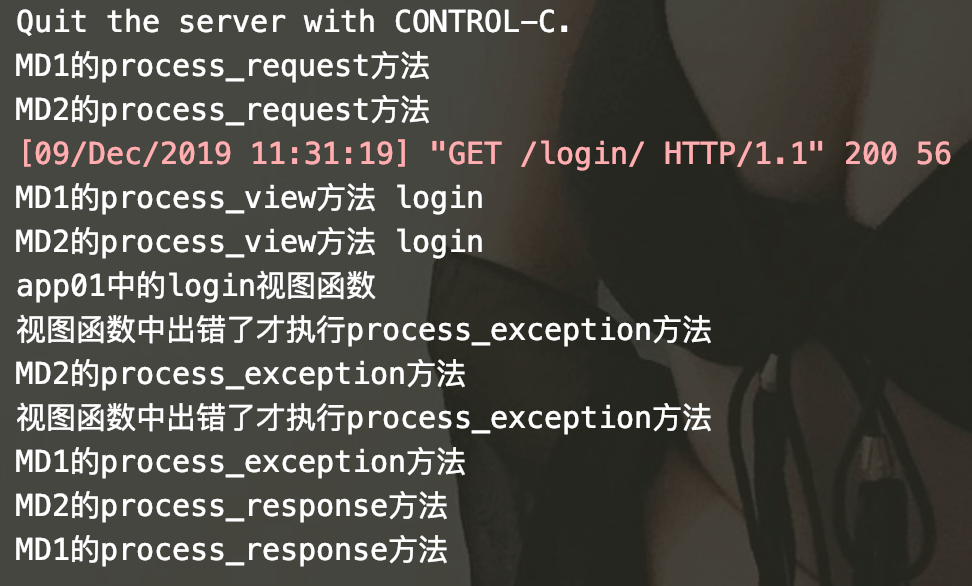 Quit the server with CONTROL-C.
MD1的process_request方法
MD2的process_request方法
[09/Dec/2019 11:31:19] "GET /login/ HTTP/1.1" 200 56
MD1的process_view方法 login
MD2的process_view方法 login
app01中的login视图函数
视图函数中出错了才执行process_exception方法
MD2的process_exception方法
视图函数中出错了才执行process_exception方法
MD1的process_exception方法
MD2的process_response方法
MD1的process_response方法